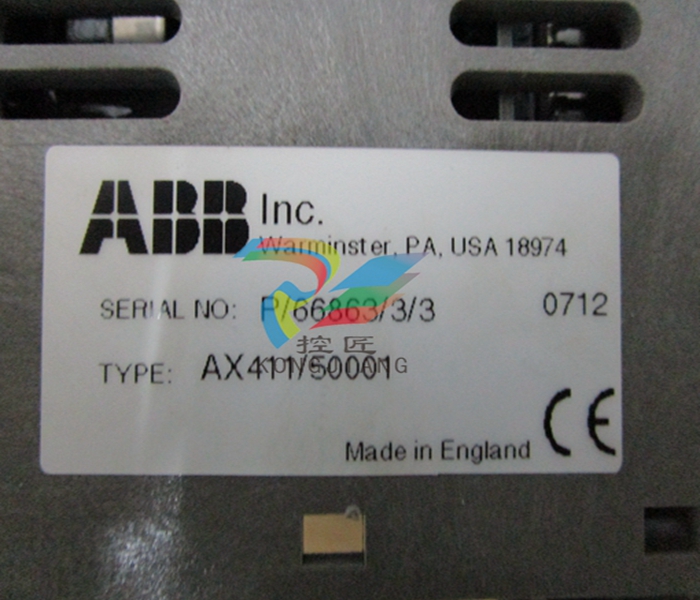 ABB Inc.
Warminster, PA, USA 18974
SERIAL NO: P/66863/3/3 0712
控匠
KONGJIANG
TYPE: AX411/50001
CE
Made in England